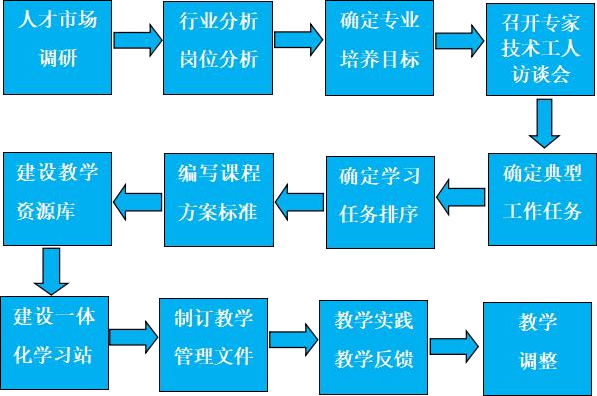 人才市场
调研
行业分析
岗位分析
确定专业
培养目标
召开专家
技术工人
访谈会
确定典型
工作任务
确定学习
任务排序
编写课程
方案标准
建设教学
资源库
建设一体
化学习站
制订教学
管理文件
教学实践
教学反馈
教学
调整